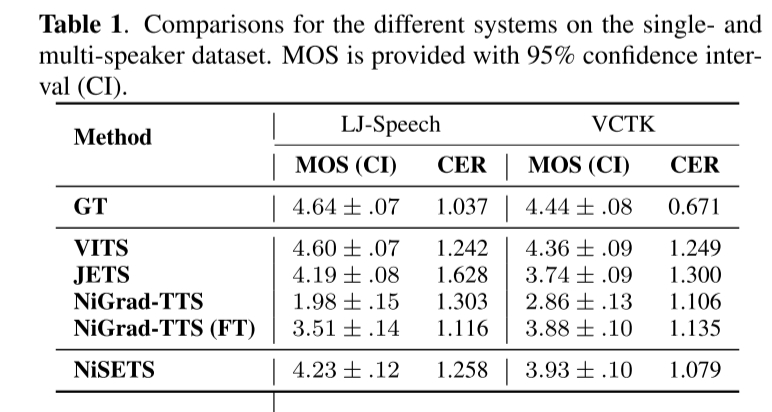 Table 1. Comparisons for the different systems on the single- and
multi-speaker dataset. MOS is provided with 95% confidence inter-
val (CI).
Method LJ-Speech VCTK
MOS (CI) CER MOS (CI) CER
GT 4.64 ± .07 1.037 4.44 ± .08 0.671
VITS 4.60 ± .07 1.242 4.36 ± .09 1.249
JETS 4.19 ± .08 1.628 3.74 ± .09 1.300
NiGrad-TTS 1.98 ± .15 1.303 2.86 ± .13 1.106
NiGrad-TTS (FT) 3.51 ± .14 1.116 3.88 ± .10 1.135
NiSETS 4.23 ± .12 1.258 3.93 ± .10 1.079